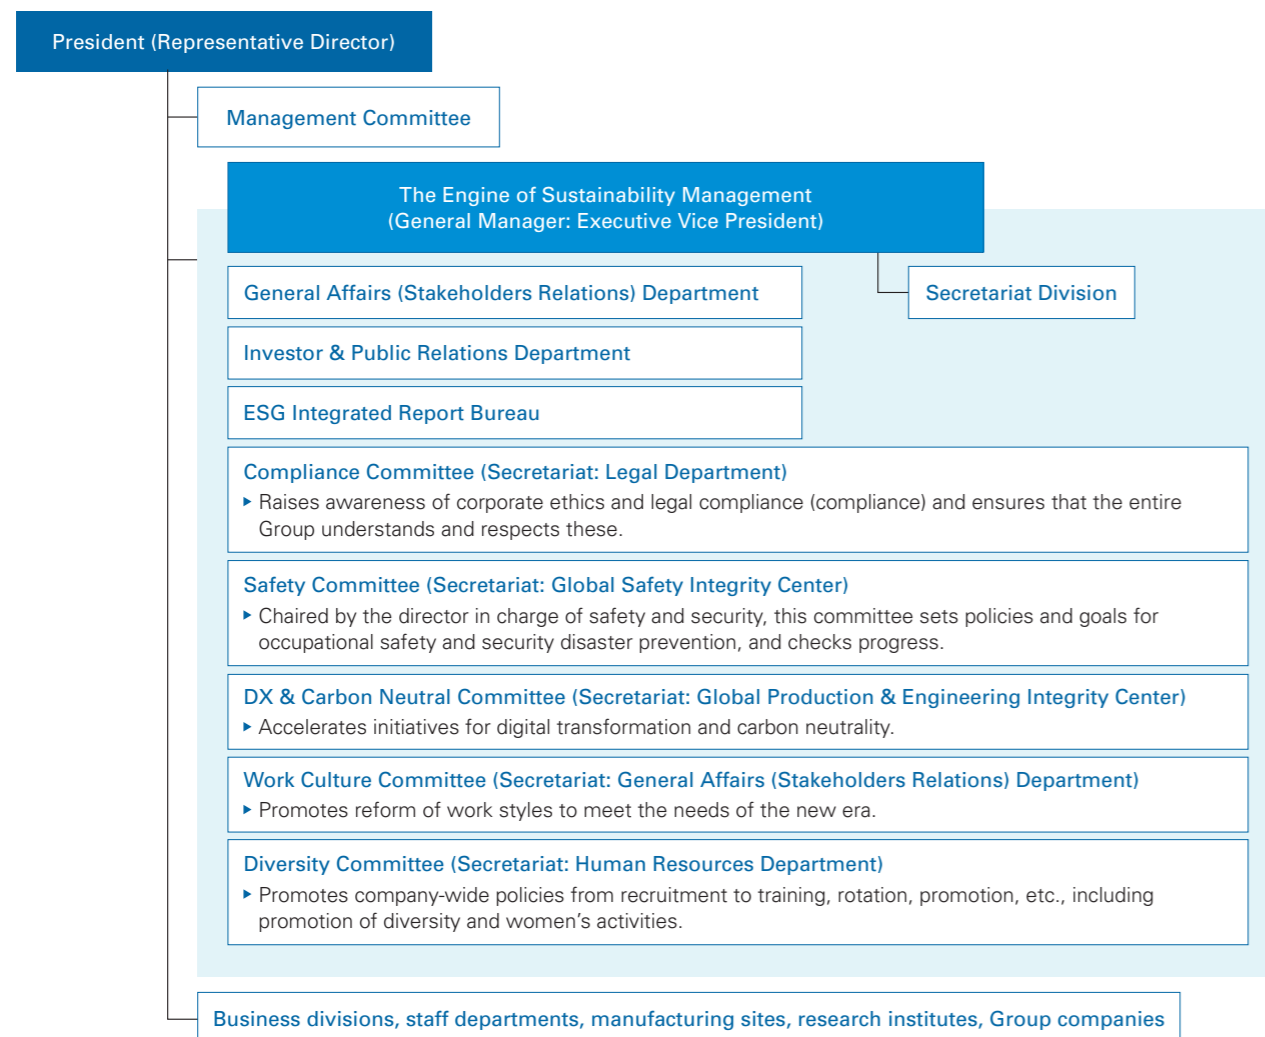 President (Representative Director)
Management Committee
The Engine of Sustainability Management
(General Manager: Executive Vice President)
General Affairs (Stakeholders Relations) Department
Secretariat Division
Investor & Public Relations Department
ESG Integrated Report Bureau
Compliance Committee (Secretariat: Legal Department)
▸ Raises awareness of corporate ethics and legal compliance (compliance) and ensures that the entire
Group understands and respects these.
Safety Committee (Secretariat: Global Safety Integrity Center)
▸ Chaired by the director in charge of safety and security, this committee sets policies and goals for
occupational safety and security disaster prevention, and checks progress.
DX & Carbon Neutral Committee (Secretariat: Global Production & Engineering Integrity Center)
▸ Accelerates initiatives for digital transformation and carbon neutrality.
Work Culture Committee (Secretariat: General Affairs (Stakeholders Relations) Department)
▸ Promotes reform of work styles to meet the needs of the new era.
Diversity Committee (Secretariat: Human Resources Department)
▸ Promotes company-wide policies from recruitment to training, rotation, promotion, etc., including
promotion of diversity and women’s activities.
Business divisions, staff departments, manufacturing sites, research institutes, Group companies